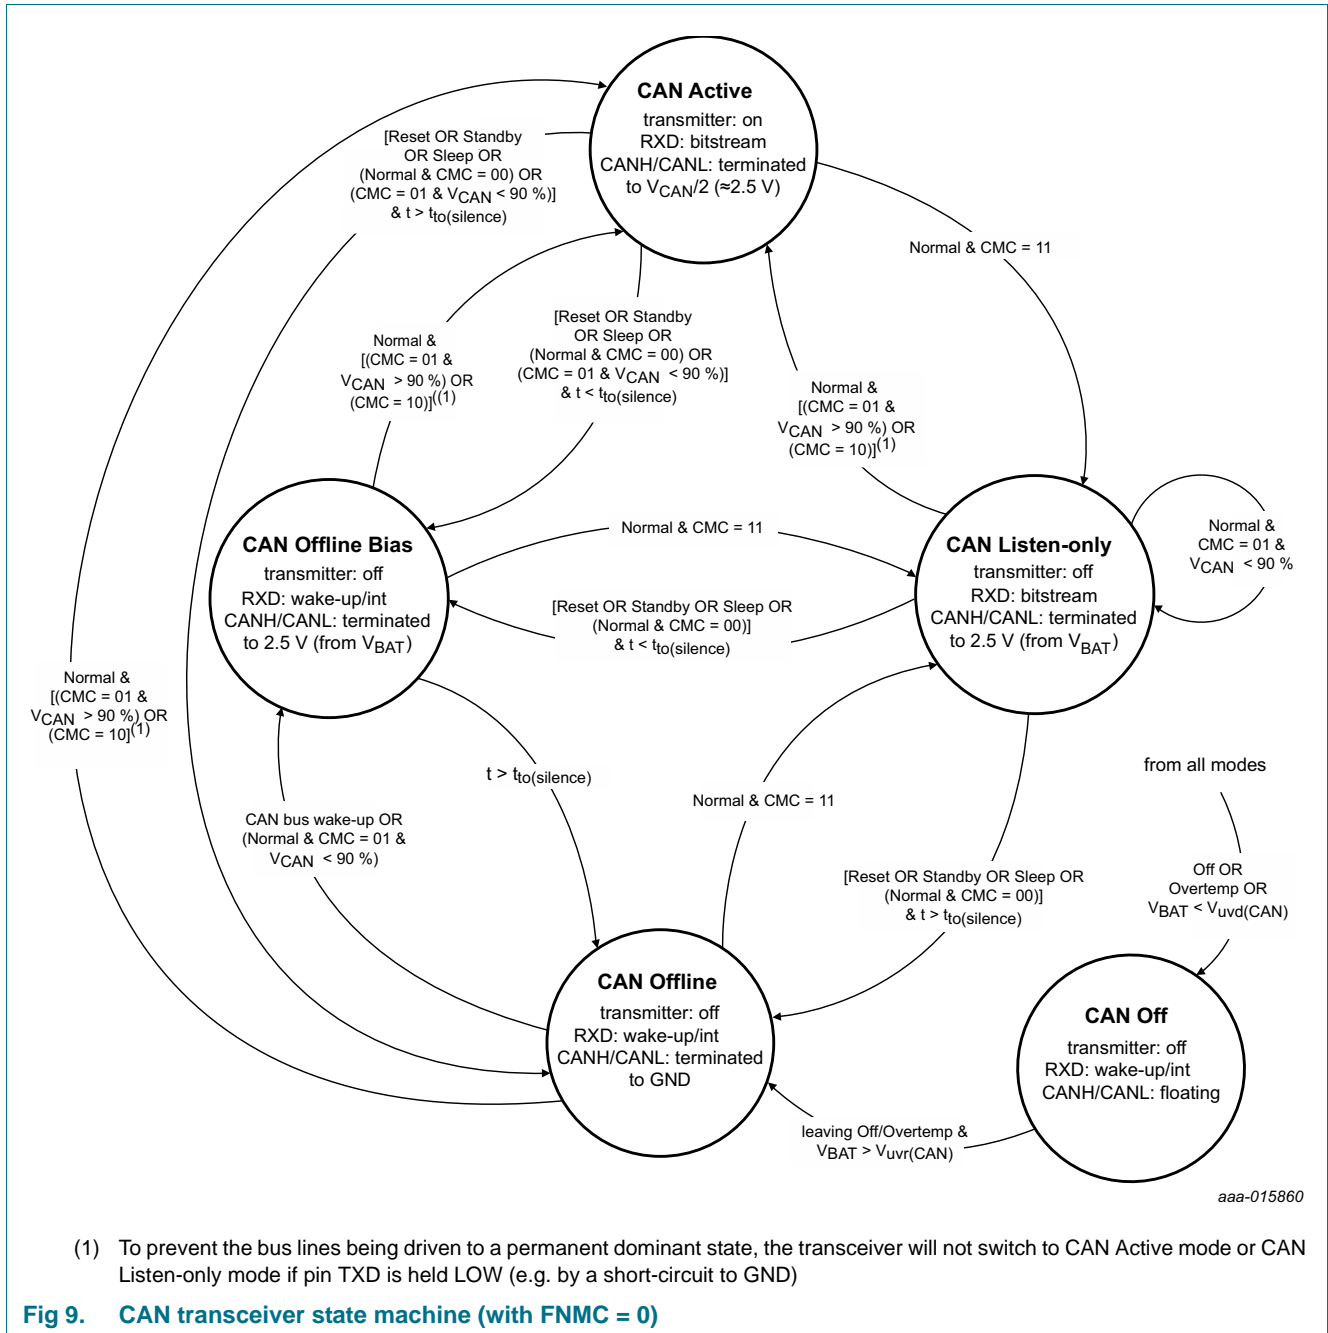 CAN Active
transmitter: on
RXD: bitstream
CANH/CANL: terminated
to VCAN/2 (≈2.5 V)
[Reset OR Standby
OR Sleep OR
(Normal & CMC = 00) OR
(CMC = 01 & VCAN < 90 %)]
& t > tto(silence)
Normal & CMC = 11
Normal &
[(CMC = 01 &
VCAN > 90 %) OR
(CMC = 10)]((1)
[Reset OR Standby
OR Sleep OR
(Normal & CMC = 00) OR
(CMC = 01 & VCAN < 90 %)]
& t < tto(silence)
Normal &
[(CMC = 01 &
VCAN > 90 %) OR
(CMC = 10)](1)
CAN Offline Bias
transmitter: off
RXD: wake-up/int
CANH/CANL: terminated
to 2.5 V (from VBAT)
Normal & CMC = 11
[Reset OR Standby OR Sleep OR
(Normal & CMC = 00)]
& t < tto(silence)
CAN Listen-only
transmitter: off
RXD: bitstream
CANH/CANL: terminated
to 2.5 V (from VBAT)
Normal &
CMC = 01 &
VCAN < 90 %
Normal &
[(CMC = 01 &
VCAN > 90 %) OR
(CMC = 10](1)
t > tto(silence)
CAN bus wake-up OR
(Normal & CMC = 01 &
VCAN < 90 %)
Normal & CMC = 11
[Reset OR Standby OR Sleep OR
(Normal & CMC = 00)]
& t > tto(silence)
from all modes
Off OR
Overtemp OR
VBAT < Vuvd(CAN)
CAN Offline
transmitter: off
RXD: wake-up/int
CANH/CANL: terminated
to GND
CAN Off
transmitter: off
RXD: wake-up/int
CANH/CANL: floating
leaving Off/Overtemp &
VBAT > Vuvr(CAN)
aaa-015860
(1) To prevent the bus lines being driven to a permanent dominant state, the transceiver will not switch to CAN Active mode or CAN
Listen-only mode if pin TXD is held LOW (e.g. by a short-circuit to GND)
Fig 9. CAN transceiver state machine (with FNMC = 0)